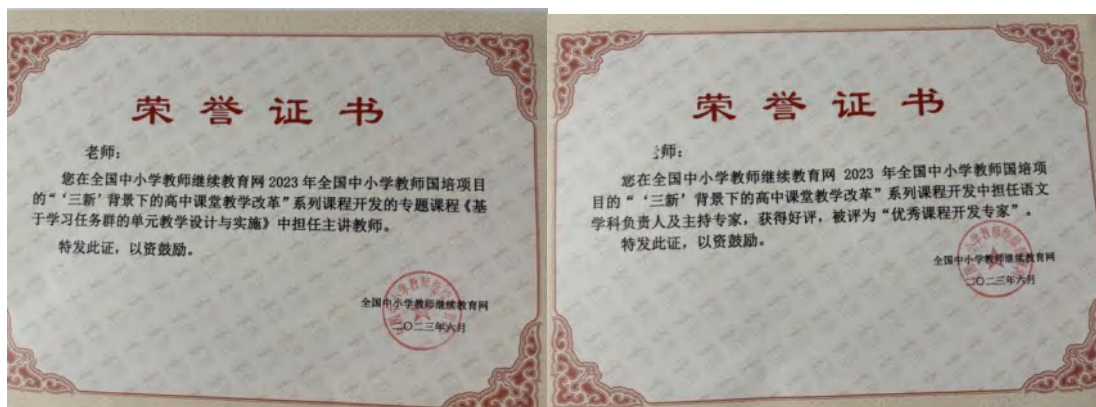 荣誉证书
老师：
您在全国中小学教师继续教育网 2023 年全国中小学教师国培项目
的“‘三新’背景下的高中课堂教学改革”系列课程开发的专题课程《基
于学习任务群的单元教学设计与实施》中担任主讲教师。
特发此证，以资鼓励。
全国中小学教师继续教育网
二〇二三年六月
荣誉证书
师：
您在全国中小学教师继续教育网 2023 年全国中小学教师国培项
目的“‘三新’背景下的高中课堂教学改革”系列课程开发中担任语文
学科负责人及主持专家，获得好评，被评为“优秀课程开发专家”。
特发此证，以资鼓励。
全国中小学教师继续教育网
二〇二三年六月